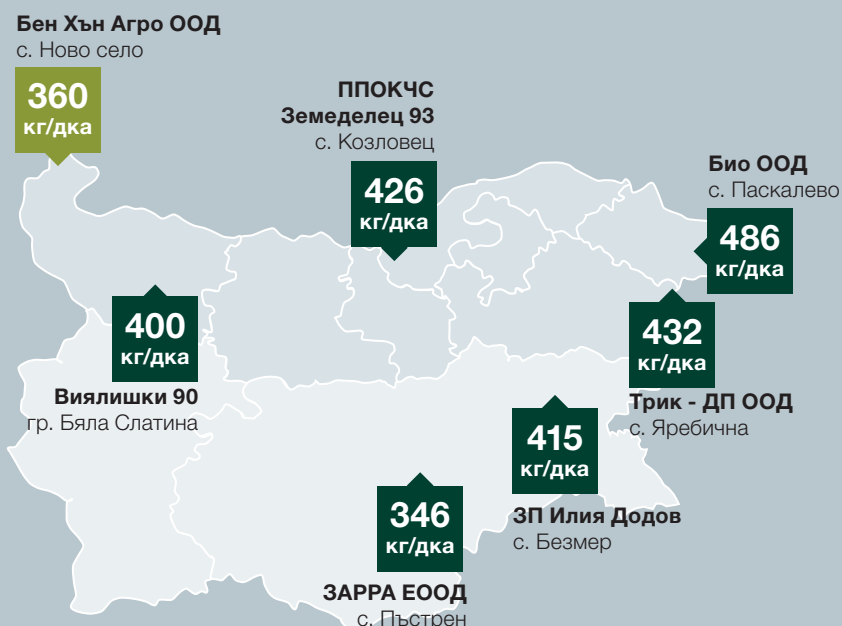 Бен Хън Агро ООД
с. Ново село
360
кг/дка
ППОКЧС
Земеделец 93
с. Козловец
426
кг/дка
Био ООД
с. Паскалево
486
кг/дка
400
кг/дка
Виялишки 90
гр. Бяла Слатина
432
кг/дка
Трик - ДП ООД
с. Яребична
415
кг/дка
ЗП Илия Додов
с. Безмер
346
кг/дка
ЗАРРА ЕООД
с. Пъстрен